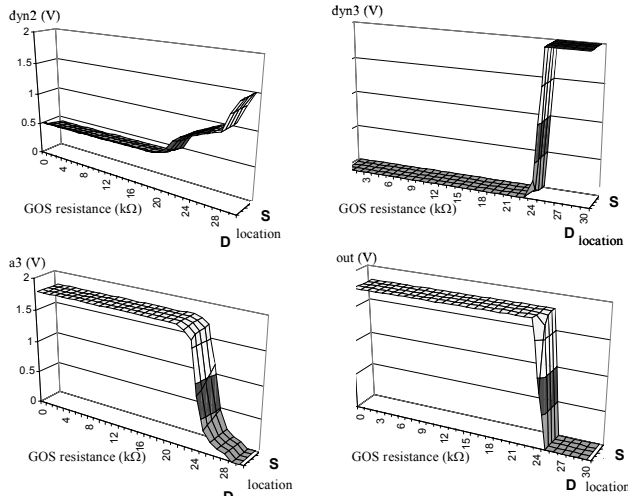 dyn2 (V)
2
1.5
1
0.5
0
0
4
8
12
16
20
24
28
GOS resistance (kΩ)
S
D
location
dyn3 (V)
3
6
9
12
15
18
21
24
27
30
GOS resistance (kΩ)
S
D
location
a3 (V)
2
1.5
1
0.5
0
0
4
8
12
16
20
24
28
GOS resistance (kΩ)
S
location
D
out (V)
0
3
6
9
12
15
18
21
24
27
30
GOS resistance (kΩ)
S
D
location